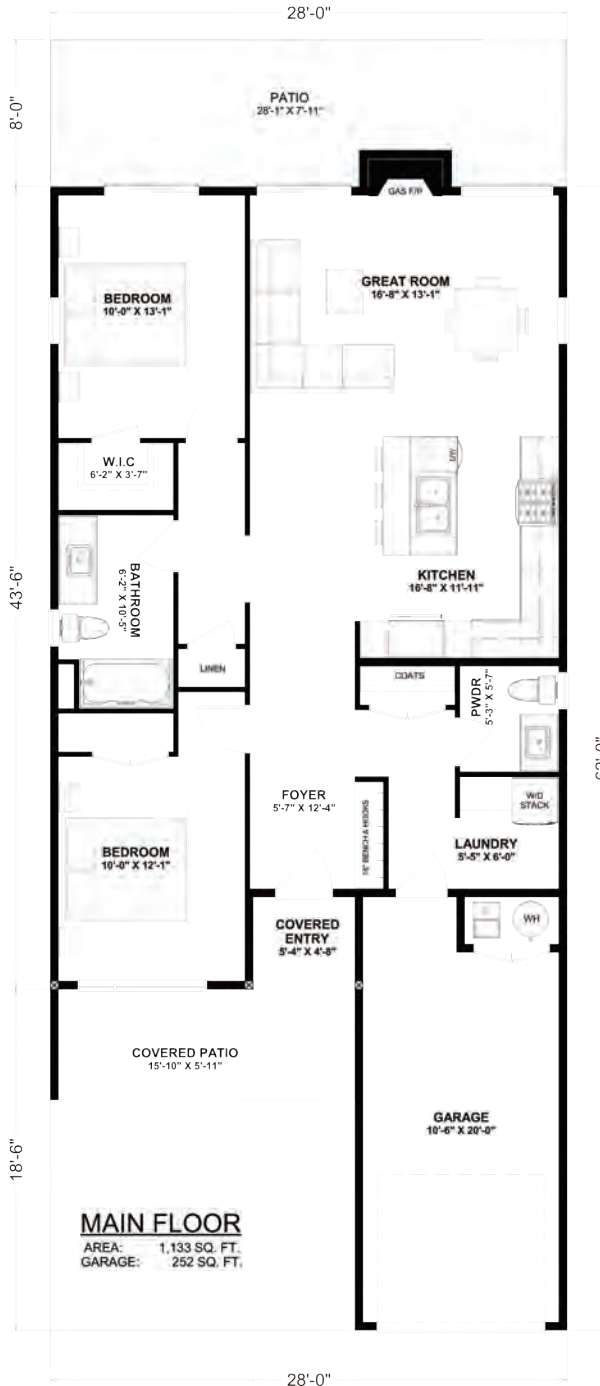 28'-0"
8'-0"
PATIO
28'-1" X 7'-11"
GAS F/P
GREAT ROOM
16'-8" X 13'-1"
BEDROOM
10'-0" X 13'-1"
W.I.C
6'-2" X 3'-7"
D/W
43'-6"
BATHROOM
6'-2" X 10'-5"
KITCHEN
16'-8" X 11'-11"
LINEN
COATS
PWDR
5'-3" X 5'-7"
FOYER
5'-7" X 12'-4"
BENCH & HOOKS
W/D
STACK
LAUNDRY
5'-5" X 6'-0"
BEDROOM
10'-0" X 12'-1"
COVERED
ENTRY
5'-4" X 4'-8"
WH
COVERED PATIO
15'-10" X 5'-11"
GARAGE
10'-6" X 20'-0"
18'-6"
MAIN FLOOR
AREA: 1,133 SQ. FT.
GARAGE: 252 SQ. FT.
28'-0"